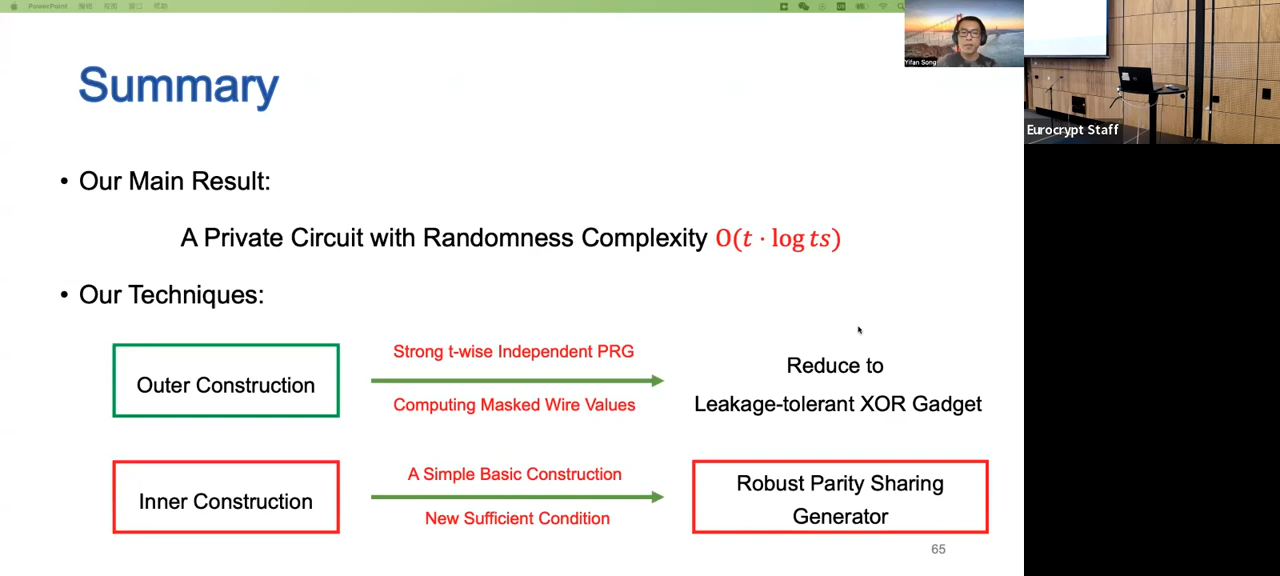 PowerPoint 编辑 视图 窗口 帮助
Yifan Song
Eurocrypt Staff
Summary
• Our Main Result:
A Private Circuit with Randomness Complexity O(t · log ts)
• Our Techniques:
Outer Construction
Strong t-wise Independent PRG
Computing Masked Wire Values
Reduce to
Leakage-tolerant XOR Gadget
Inner Construction
A Simple Basic Construction
New Sufficient Condition
Robust Parity Sharing
Generator
65